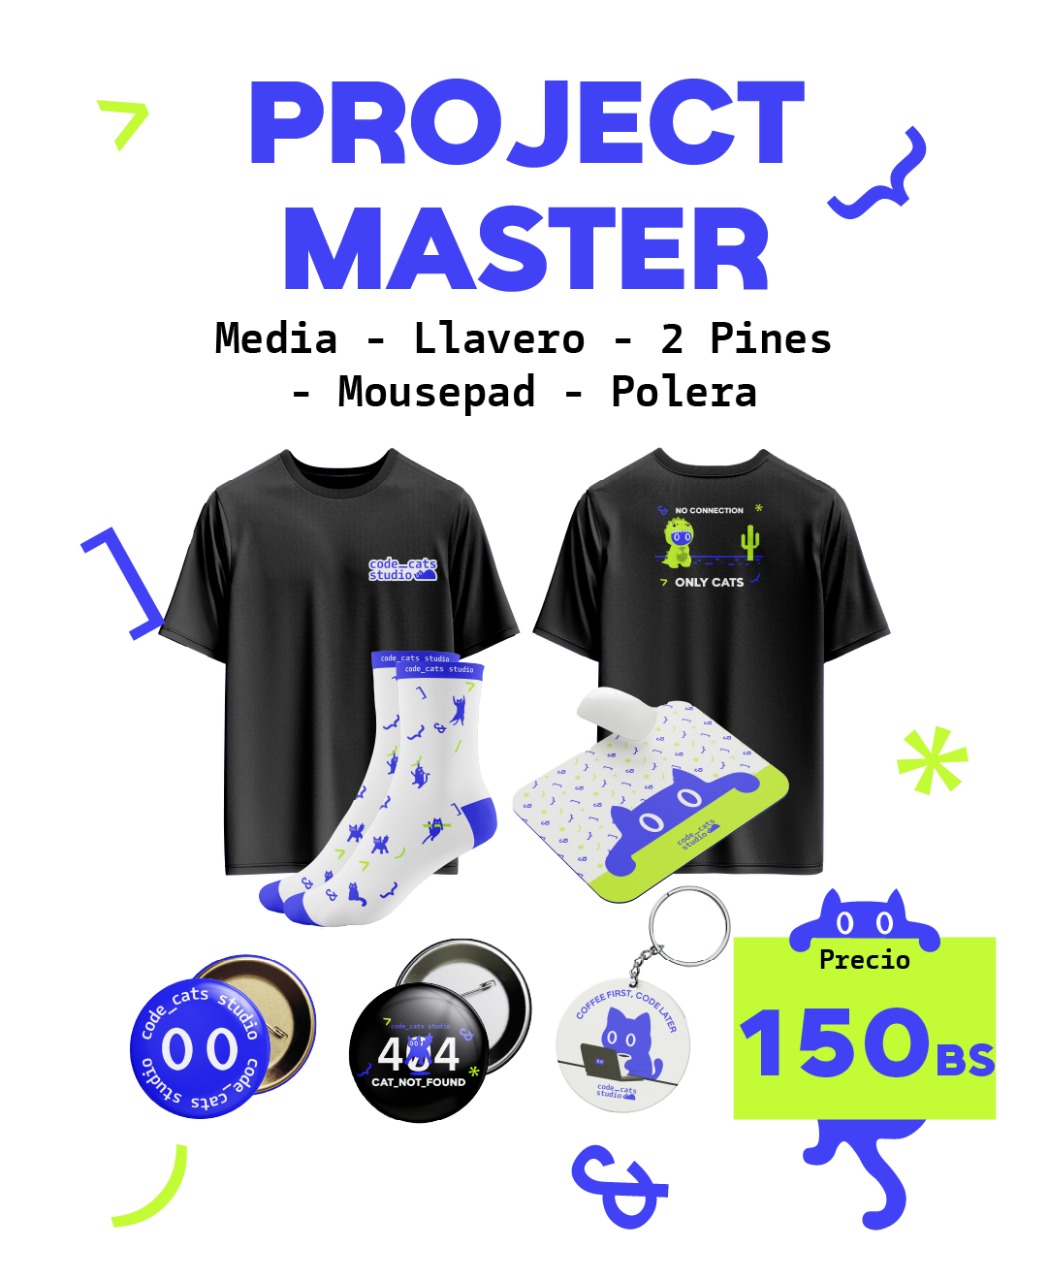 PROJECT
MASTER
Media - Llavero - 2 Pines
- Mousepad - Polera
code_cats
studio
NO CONNECTION
ONLY CATS
code_cats studio
code_cats studio
code_cats
studio
Precio
150BS
code_cats studio
code_cats studio
code_cats studio
404
CAT_NOT_FOUND
COFFEE FIRST, CODE LATER
code_cats
studio